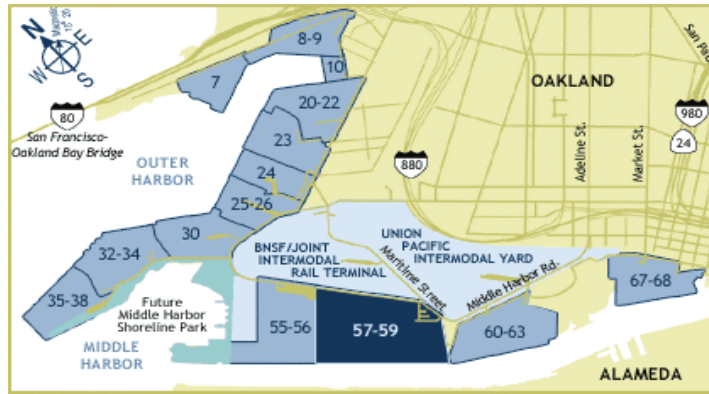 N
E
W
S
8-9
7
10
20-22
OAKLAND
San Pa
980
24
80
San Francisco-
Oakland Bay Bridge
23
Adeline St.
Market St.
OUTER
HARBOR
24
880
25-26
30
UNION
PACIFIC
INTERMODAL YARD
BNSF/JOINT
INTERMODAL
RAIL TERMINAL
Maritime Street
Middle Harbor Rd.
32-34
35-38
Future
Middle Harbor
Shoreline Park
MIDDLE
HARBOR
55-56
57-59
60-63
67-68
ALAMEDA